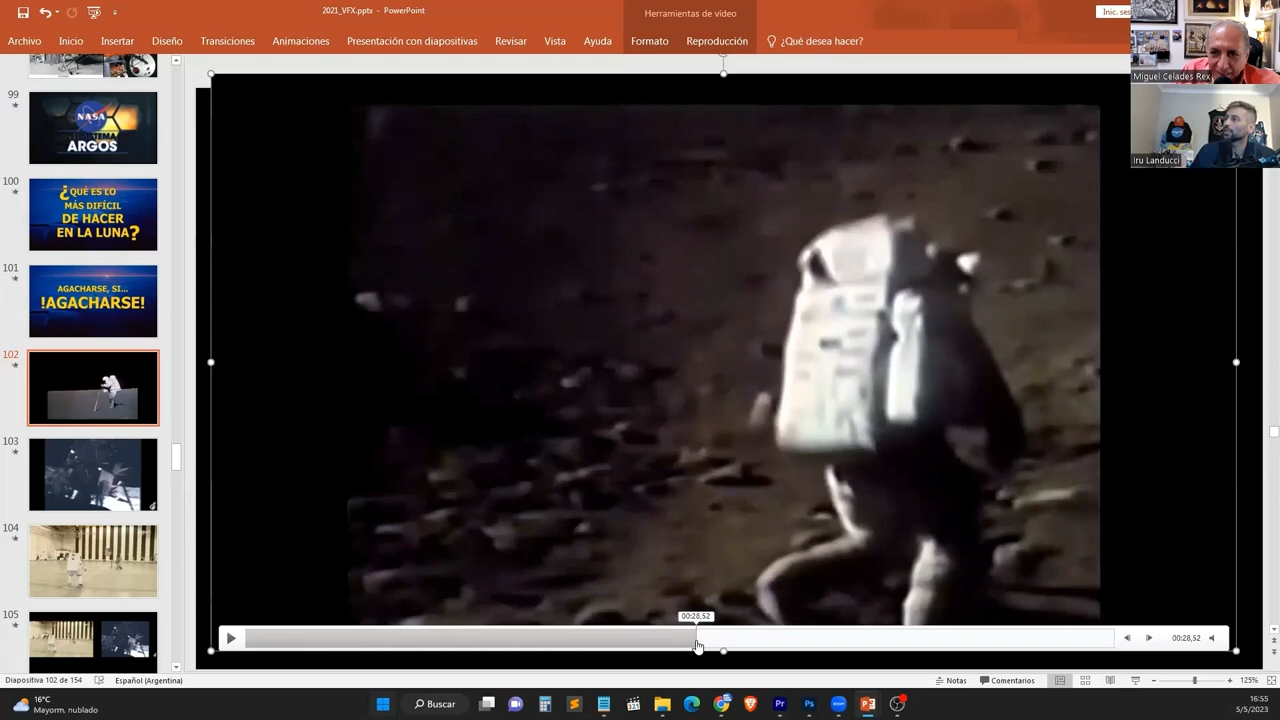 2021_VFX.pptx - PowerPoint
Herramientas de vídeo
Inic. ses
Archivo Inicio Insertar Diseño Transiciones Animaciones Presentación con diapositivas Revisar Vista Ayuda Formato Reproducción ¿Qué desea hacer?
Miguel Celades Rex
Iru Landucci
99
NASA
ARGOS
100
¿QUÉ ES LO
MÁS DIFÍCIL
DE HACER
EN LA LUNA?
101
AGACHARSE, SI...
!AGACHARSE!
102
103
104
105
00:28,52
00:28,52
Diapositiva 102 de 154 Español (Argentina) Notas Comentarios 125%
16°C
Mayorm. nublado
Buscar
16:55
5/5/2023